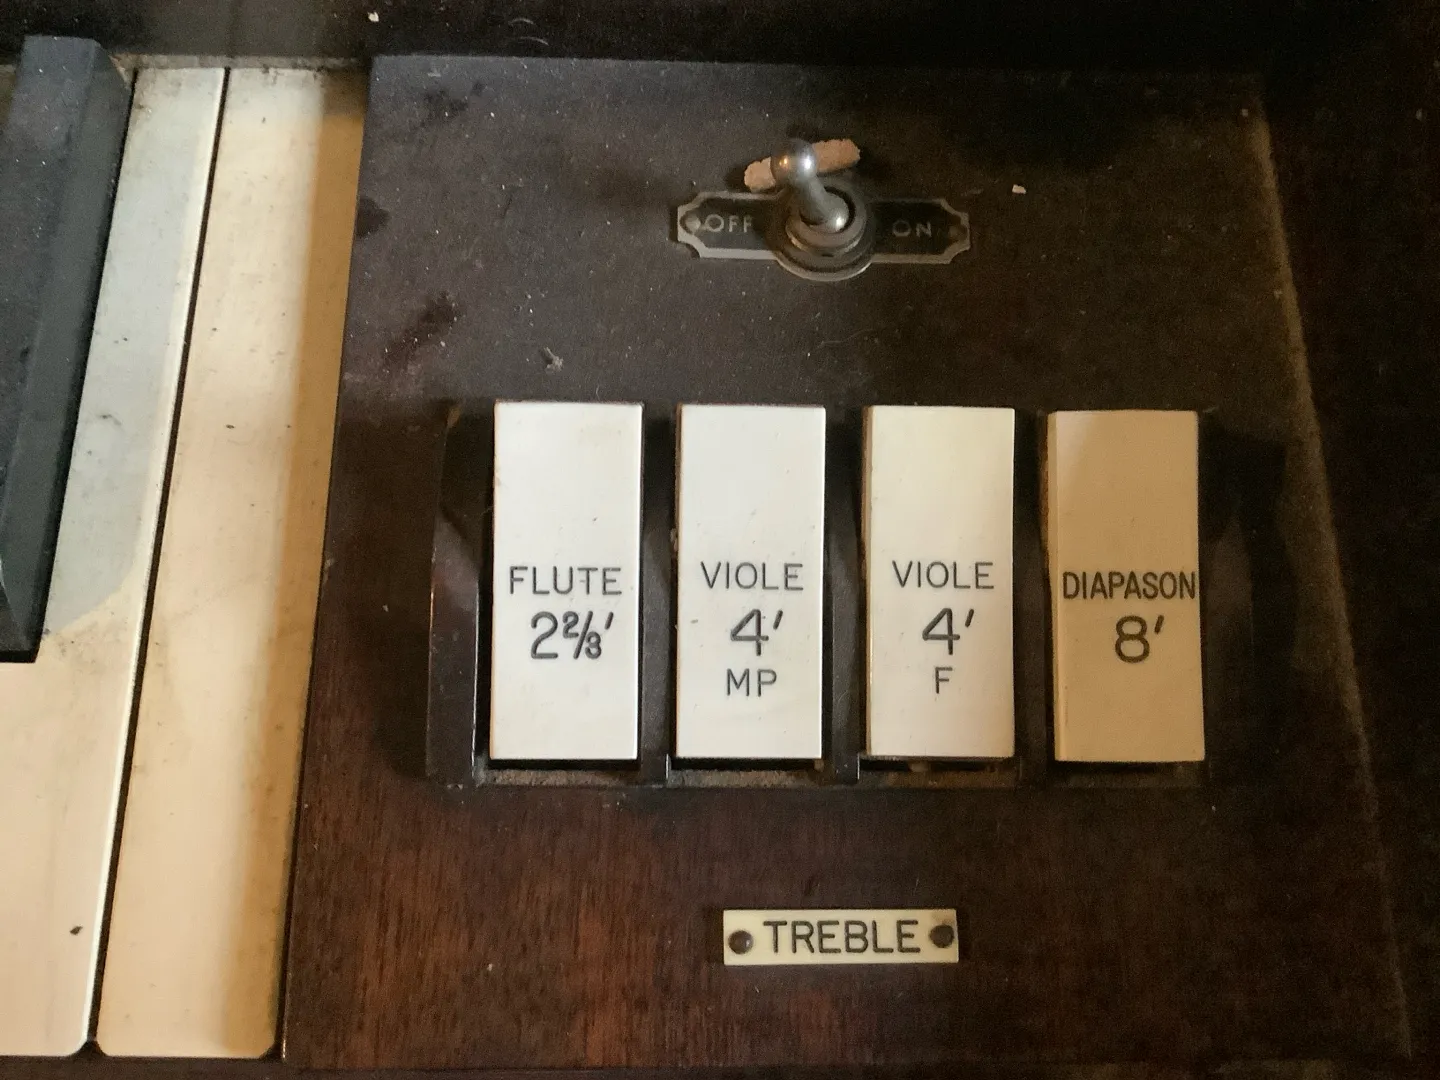 OFF ON
FLUTE
2⅔'
VIOLE
4'
MP
VIOLE
4'
F
DIAPASON
8'
TREBLE